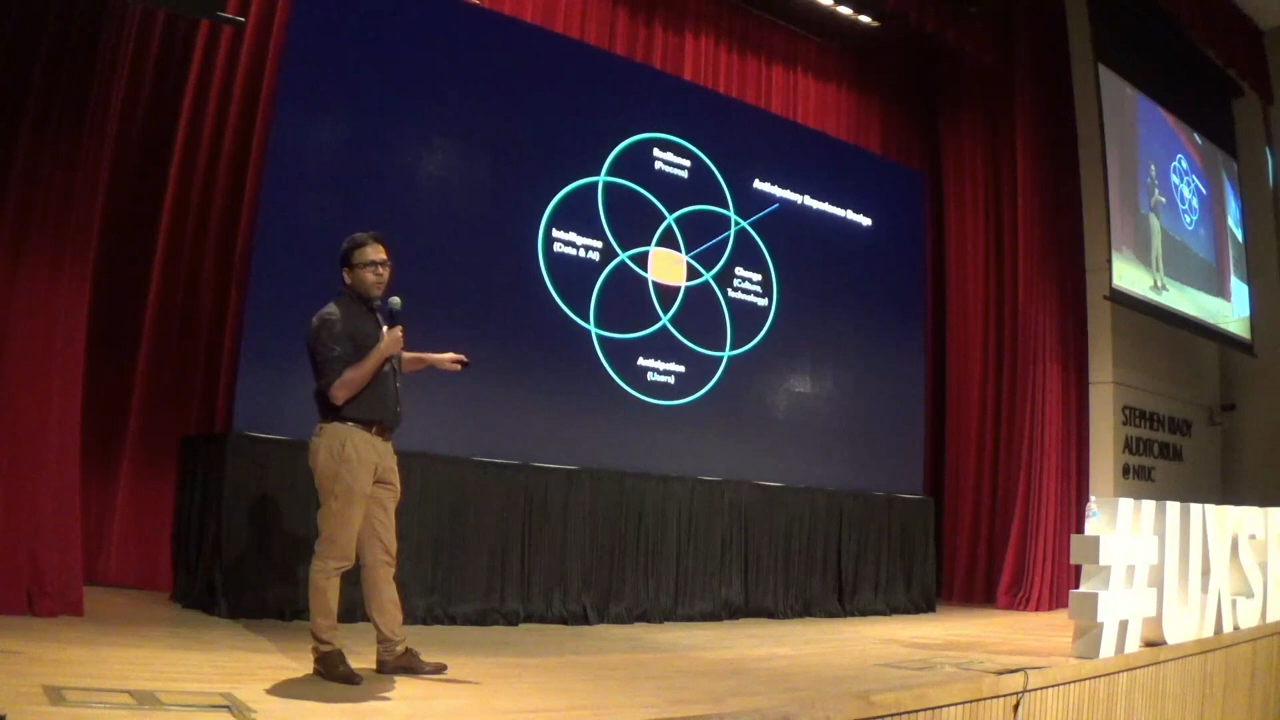 Resilience
(Process)
Anticipatory Experience Design
Intelligence
(Data & AI)
Change
(Culture,
Technology)
Anticipation
(Users)
STEPHEN RIADY
AUDITORIUM
@ NTUC
#UXS